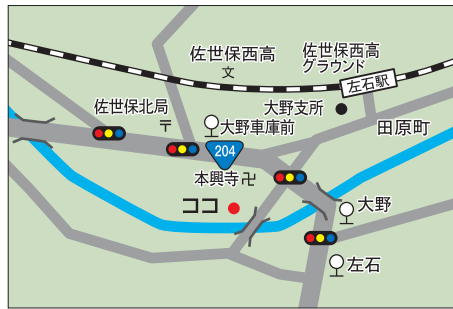 佐世保西高
文
佐世保西高
グラウンド
左石駅
佐世保北局
〒
大野車庫前
大野支所
田原町
204
本興寺卍
ココ
大野
左石